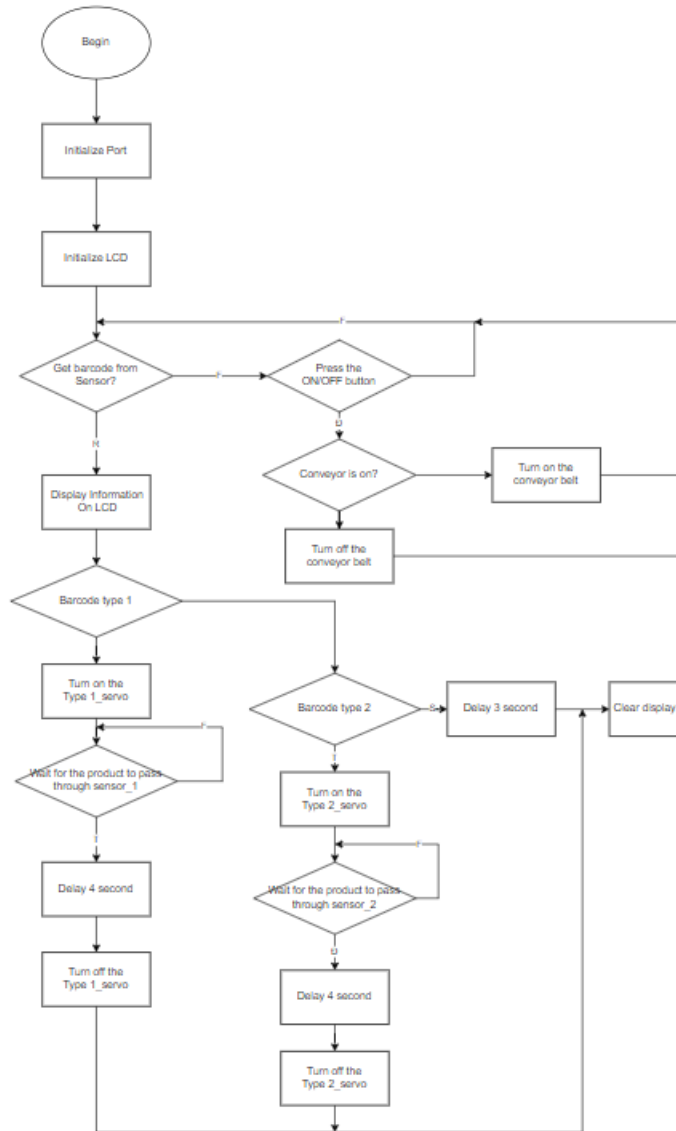 Begin
Initialize Port
Initialize LCD
F
Get barcode from
Sensor?
F
Press the
ON/OFF button
Conveyor is on?
Turn on the
conveyor belt
Display Information
On LCD
Turn off the
conveyor belt
Barcode type 1
Turn on the
Type 1_servo
Barcode type 2
Delay 3 second
Clear display
F
Wait for the product to pass
through sensor_1
T
Turn on the
Type 2_servo
F
Delay 4 second
Wait for the product to pass
through sensor_2
Turn off the
Type 1_servo
Delay 4 second
Turn off the
Type 2_servo